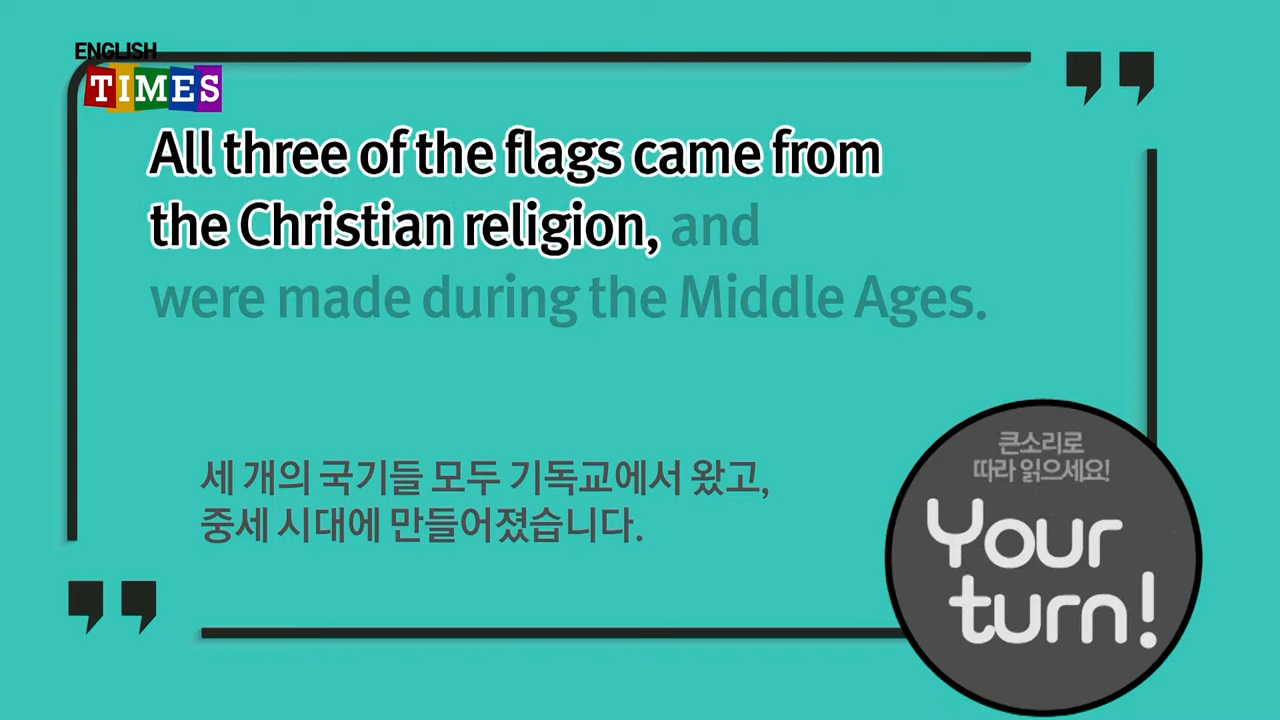 ENGLISH
TIMES
All three of the flags came from
the Christian religion, and
were made during the Middle Ages.
세 개의 국기들 모두 기독교에서 왔고,
중세 시대에 만들어졌습니다.
큰소리로
따라 읽으세요!
Your
turn!